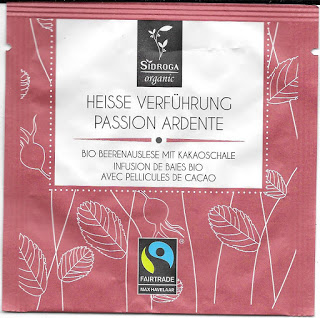 SIDROGA
organic
HEISSE VERFÜHRUNG
PASSION ARDENTE
BIO BEERENAUSLESE MIT KAKAOSCHALE
INFUSION DE BAIES BIO
AVEC PELLICULES DE CACAO
FAIRTRADE
MAX HAVELAAR